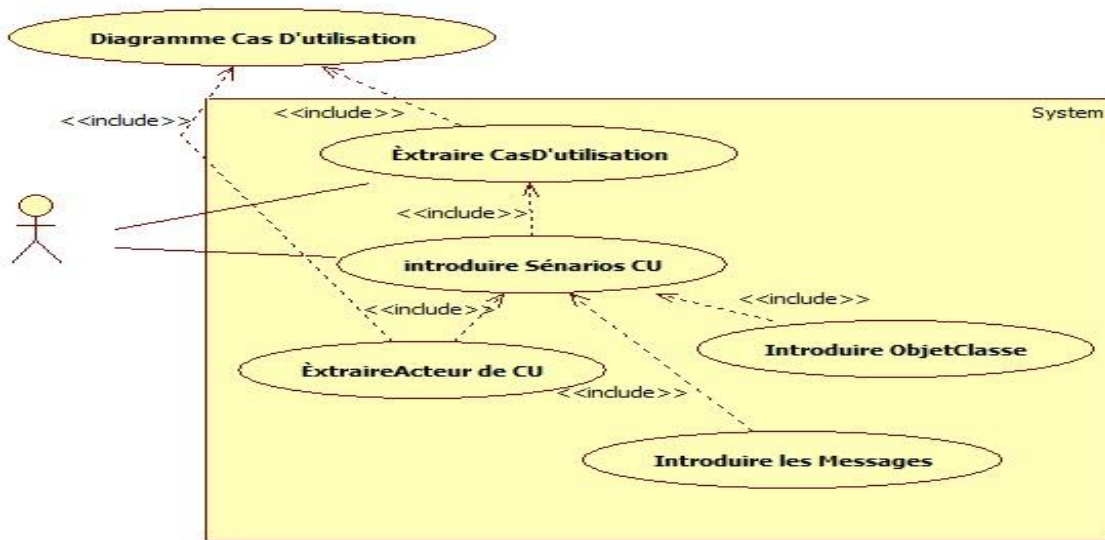 Diagramme Cas D'utilisation
<<include>>
<<include>>
System
Èxtraire CasD'utilisation
<<include>>
introduire Sénarios CU
<<include>>
<<include>>
Introduire ObjetClasse
ÈxtraireActeur de CU
<<include>>
Introduire les Messages